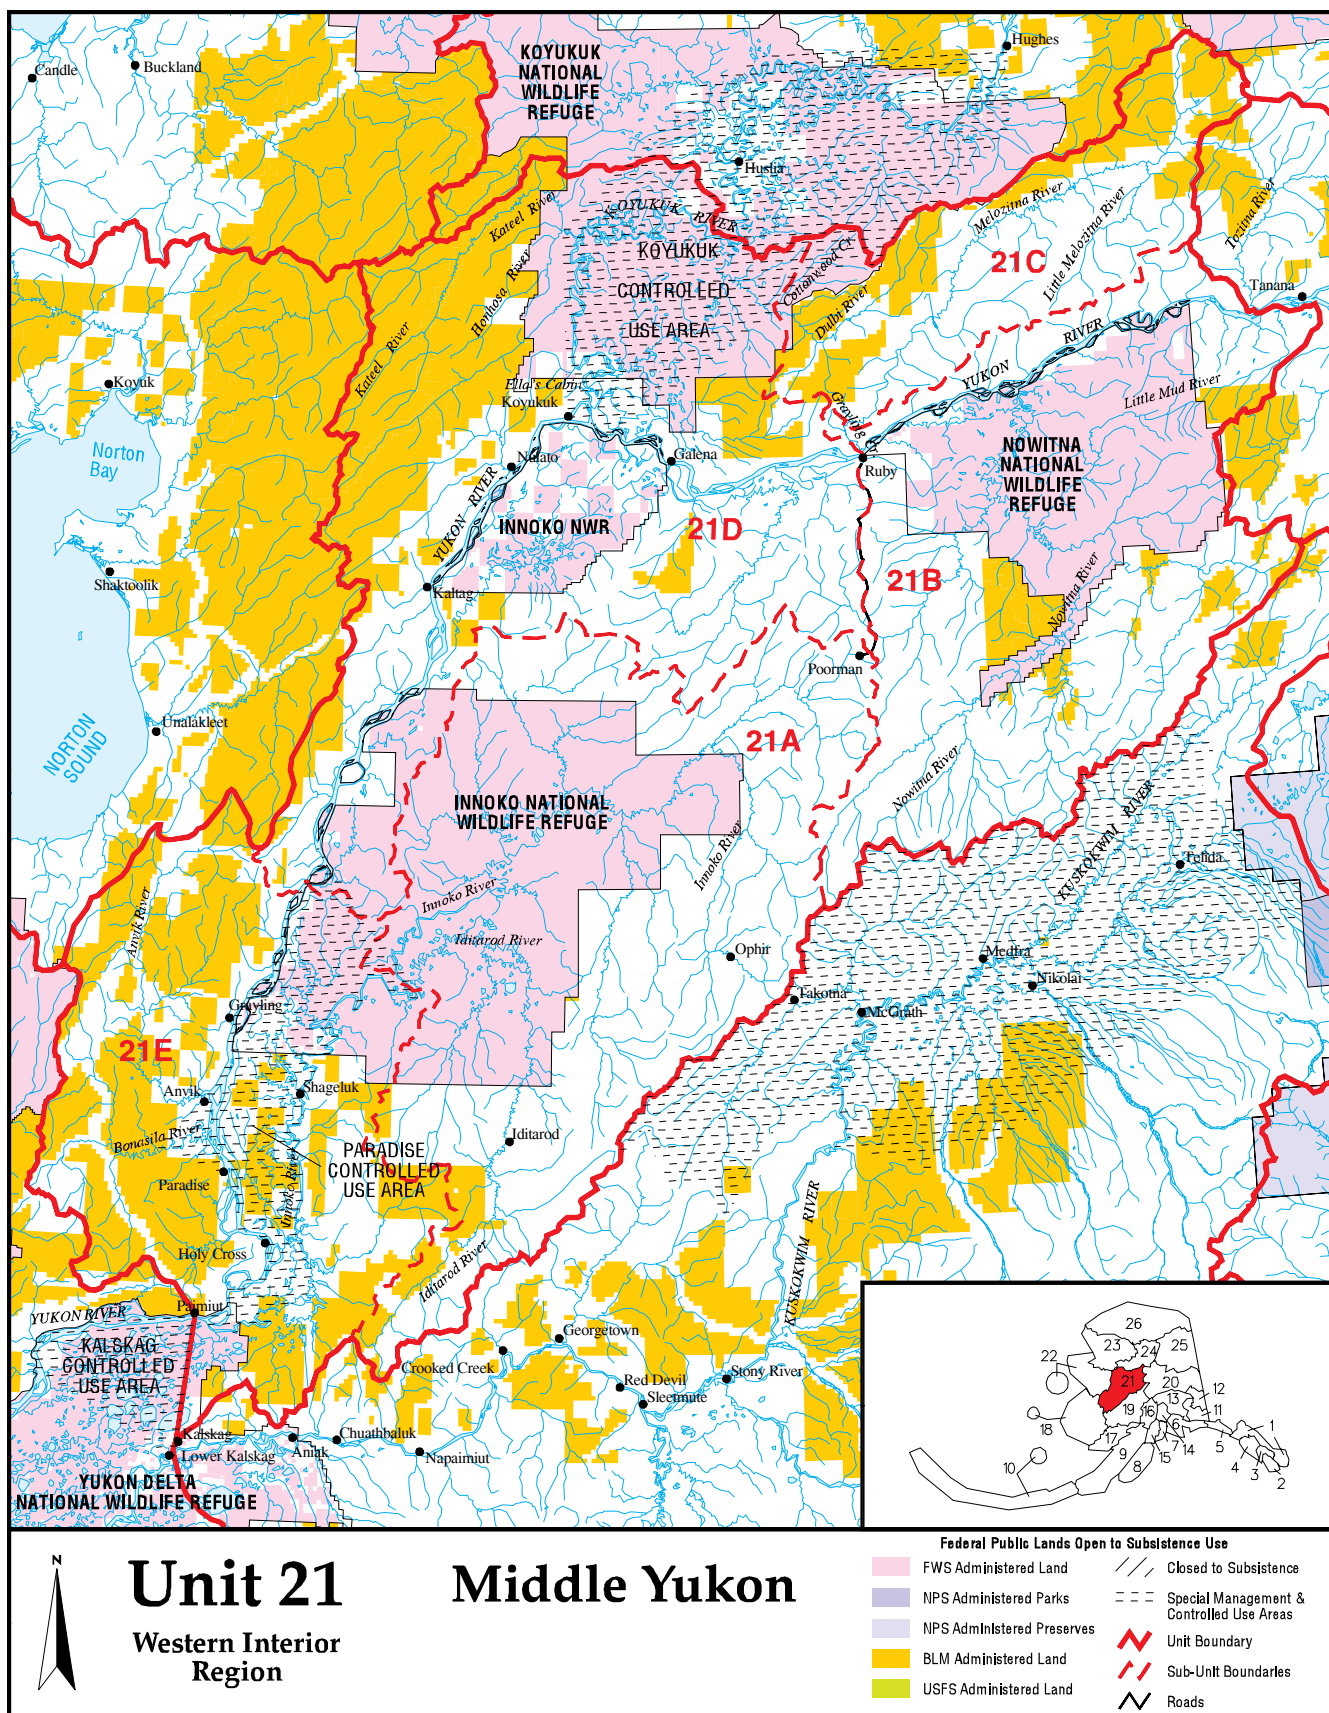 Candle
Buckland
KOYUKUK
NATIONAL
WILDLIFE
REFUGE
Hughes
Huslia
KOYUKUK RIVER
Kateel River
Honhosa River
KOYUKUK
CONTROLLED
USE AREA
Cottonwood Cr
Dulbi River
Melozitna River
Little Melozitna River
Tozitna River
21C
Tanana
YUKON RIVER
Little Mud River
Kateel River
Koyuk
Norton
Bay
Ella's Cabin
Koyukuk
Nulato
Galena
Grayling Cr
Ruby
NOWITNA
NATIONAL
WILDLIFE
REFUGE
YUKON RIVER
INNOKO NWR
21D
21B
Nowitna River
Shaktoolik
Kaltag
Poorman
Unalakleet
NORTON
SOUND
21A
Nowitna River
INNOKO NATIONAL
WILDLIFE REFUGE
Innoko River
KUSKOKWIM RIVER
Telida
Anvik River
Innoko River
Iditarod River
Ophir
Medfra
Nikolai
Takotna
McGrath
Grayling
21E
Anvik
Shageluk
Bonasila River
Iditarod
PARADISE
CONTROLLED
USE AREA
Paradise
Innoko River
Holy Cross
Iditarod River
KUSKOKWIM RIVER
YUKON RIVER
Paimiut
KALSKAG
CONTROLLED
USE AREA
Georgetown
Crooked Creek
Red Devil
Stony River
Sleetmute
Kalskag
Lower Kalskag
Aniak
Chuathbaluk
Napaimiut
YUKON DELTA
NATIONAL WILDLIFE REFUGE
26
23
24
25
22
21
20
12
13
19
16
11
18
6
1
17
7
14
5
9
15
8
4
3
2
10
N
Unit 21
Middle Yukon
Western Interior
Region
Federal Public Lands Open to Subsistence Use
FWS Administered Land
NPS Administered Parks
NPS Administered Preserves
BLM Administered Land
USFS Administered Land
Closed to Subsistence
Special Management &
Controlled Use Areas
Unit Boundary
Sub-Unit Boundaries
Roads